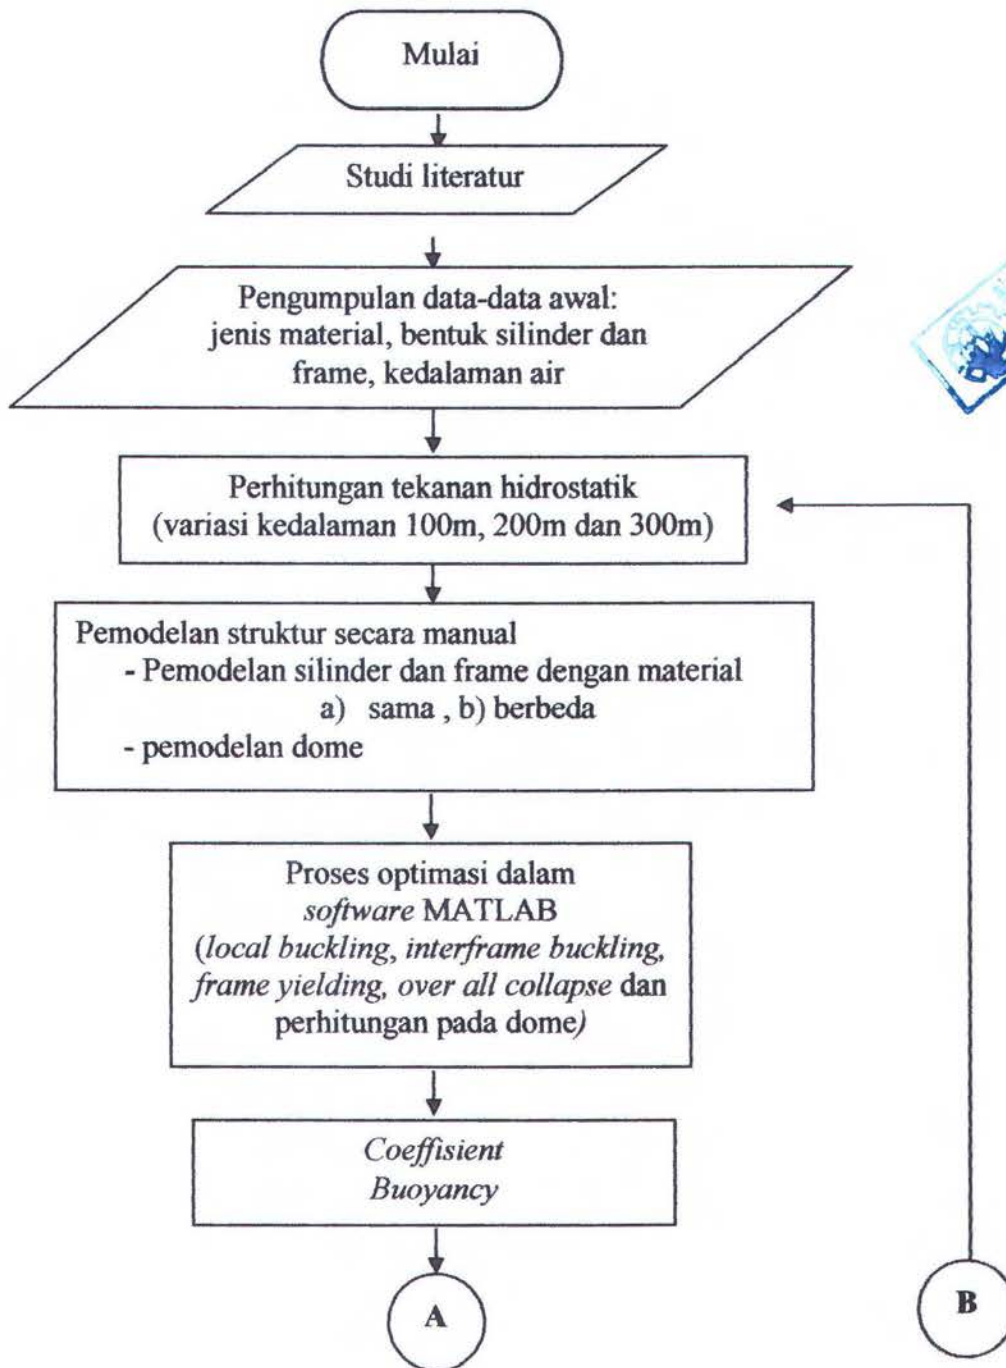 Mulai
Studi literatur
Pengumpulan data-data awal:
jenis material, bentuk silinder dan
frame, kedalaman air
Perhitungan tekanan hidrostatik
(variasi kedalaman 100m, 200m dan 300m)
Pemodelan struktur secara manual
- Pemodelan silinder dan frame dengan material
a) sama , b) berbeda
- pemodelan dome
Proses optimasi dalam
software MATLAB
(local buckling, interframe buckling,
frame yielding, over all collapse dan
perhitungan pada dome)
Coeffisient
Buoyancy
A
B